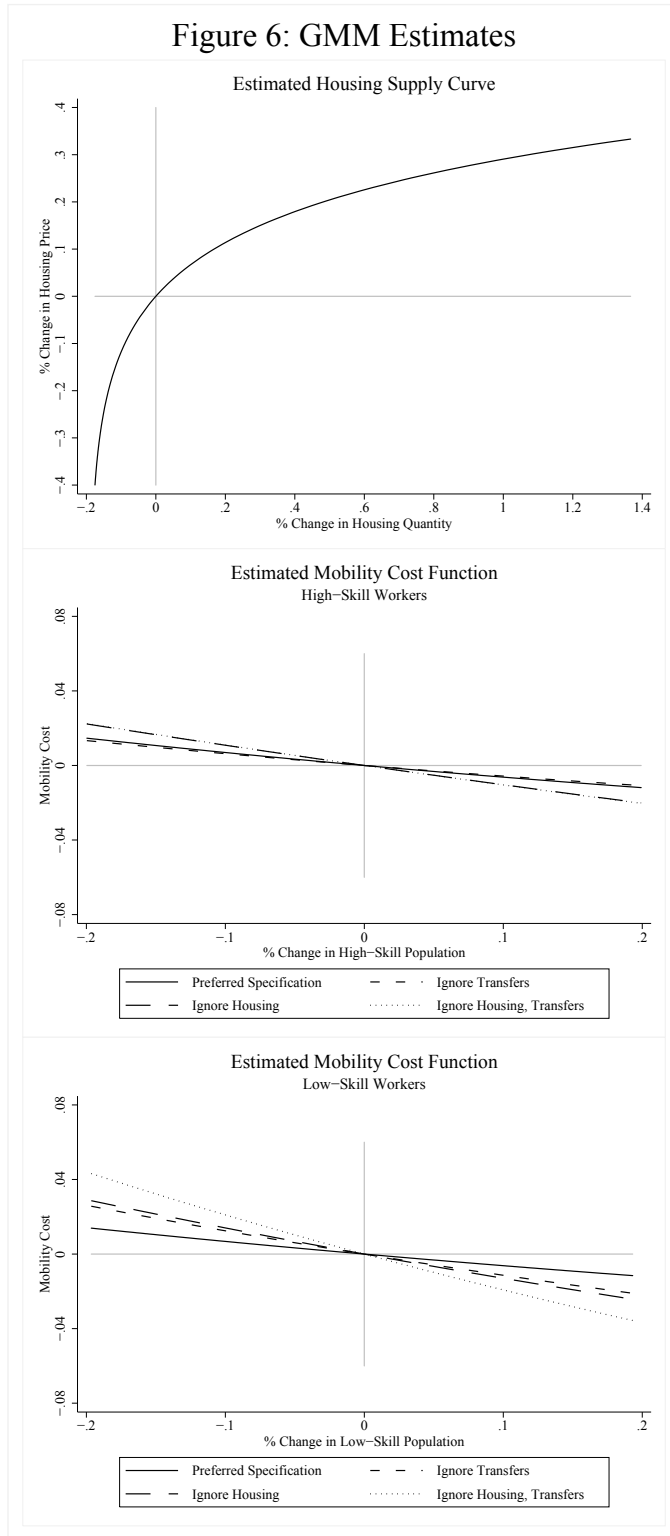 Figure 6: GMM Estimates
Estimated Housing Supply Curve
% Change in Housing Price
.4
.3
.2
.1
0
−.1
−.2
−.3
−.4
−.2 0 .2 .4 .6 .8 1 1.2 1.4
% Change in Housing Quantity
Estimated Mobility Cost Function
High−Skill Workers
Mobility Cost
.08
.04
0
−.04
−.08
−.2 −.1 0 .1 .2
% Change in High−Skill Population
Preferred Specification Ignore Transfers
Ignore Housing Ignore Housing, Transfers
Estimated Mobility Cost Function
Low−Skill Workers
Mobility Cost
.08
.04
0
−.04
−.08
−.2 −.1 0 .1 .2
% Change in Low−Skill Population
Preferred Specification Ignore Transfers
Ignore Housing Ignore Housing, Transfers